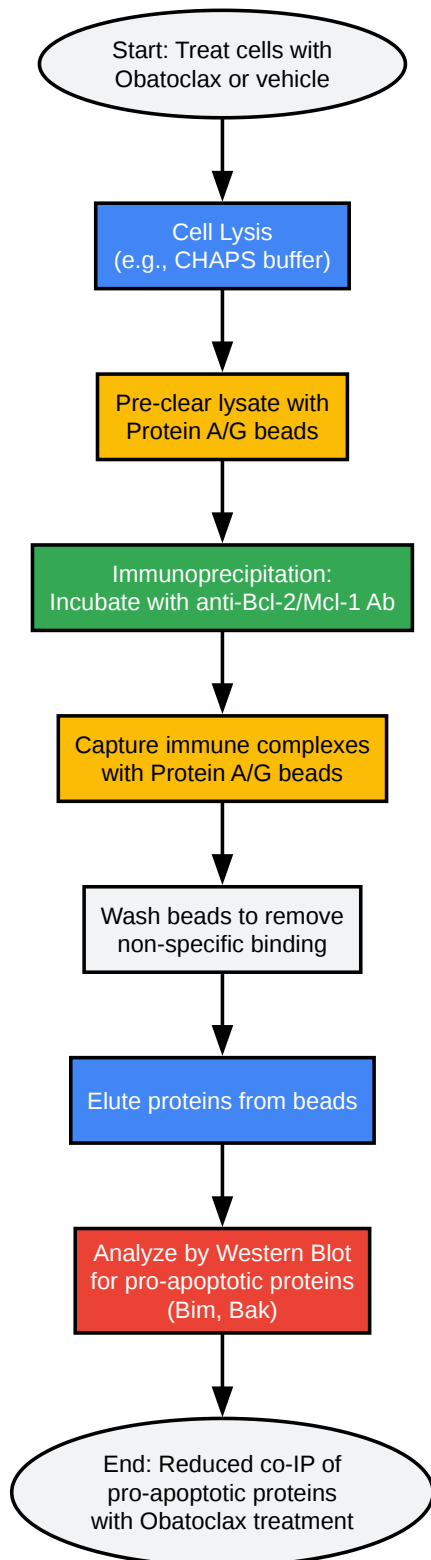 Start: Treat cells with
Obatoclax or vehicle
Cell Lysis
(e.g., CHAPS buffer)
Pre-clear lysate with
Protein A/G beads
Immunoprecipitation:
Incubate with anti-Bcl-2/Mcl-1 Ab
Capture immune complexes
with Protein A/G beads
Wash beads to remove
non-specific binding
Elute proteins from beads
Analyze by Western Blot
for pro-apoptotic proteins
(Bim, Bak)
End: Reduced co-IP of
pro-apoptotic proteins
with Obatoclax treatment